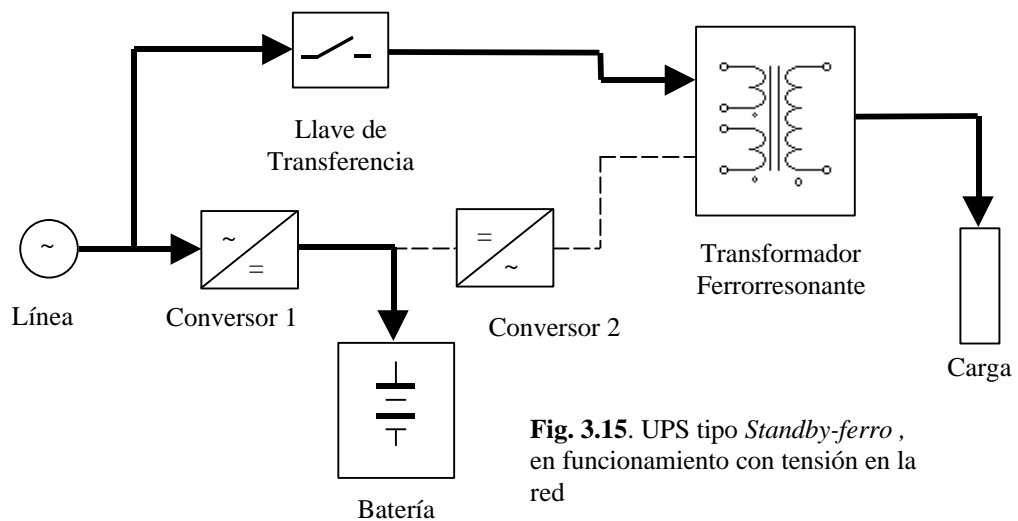 Llave de
Transferencia
~
=
=
~
~
Línea
Conversor 1
Conversor 2
Transformador
Ferrorresonante
Carga
Batería
Fig. 3.15. UPS tipo Standby-ferro ,
en funcionamiento con tensión en la
red